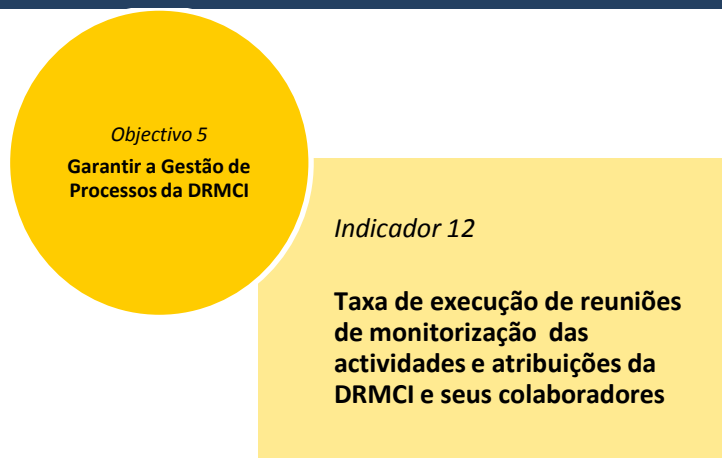 Objectivo 5
Garantir a Gestão de
Processos da DRMCI
Indicador 12
Taxa de execução de reuniões
de monitorização das
actividades e atribuições da
DRMCI e seus colaboradores